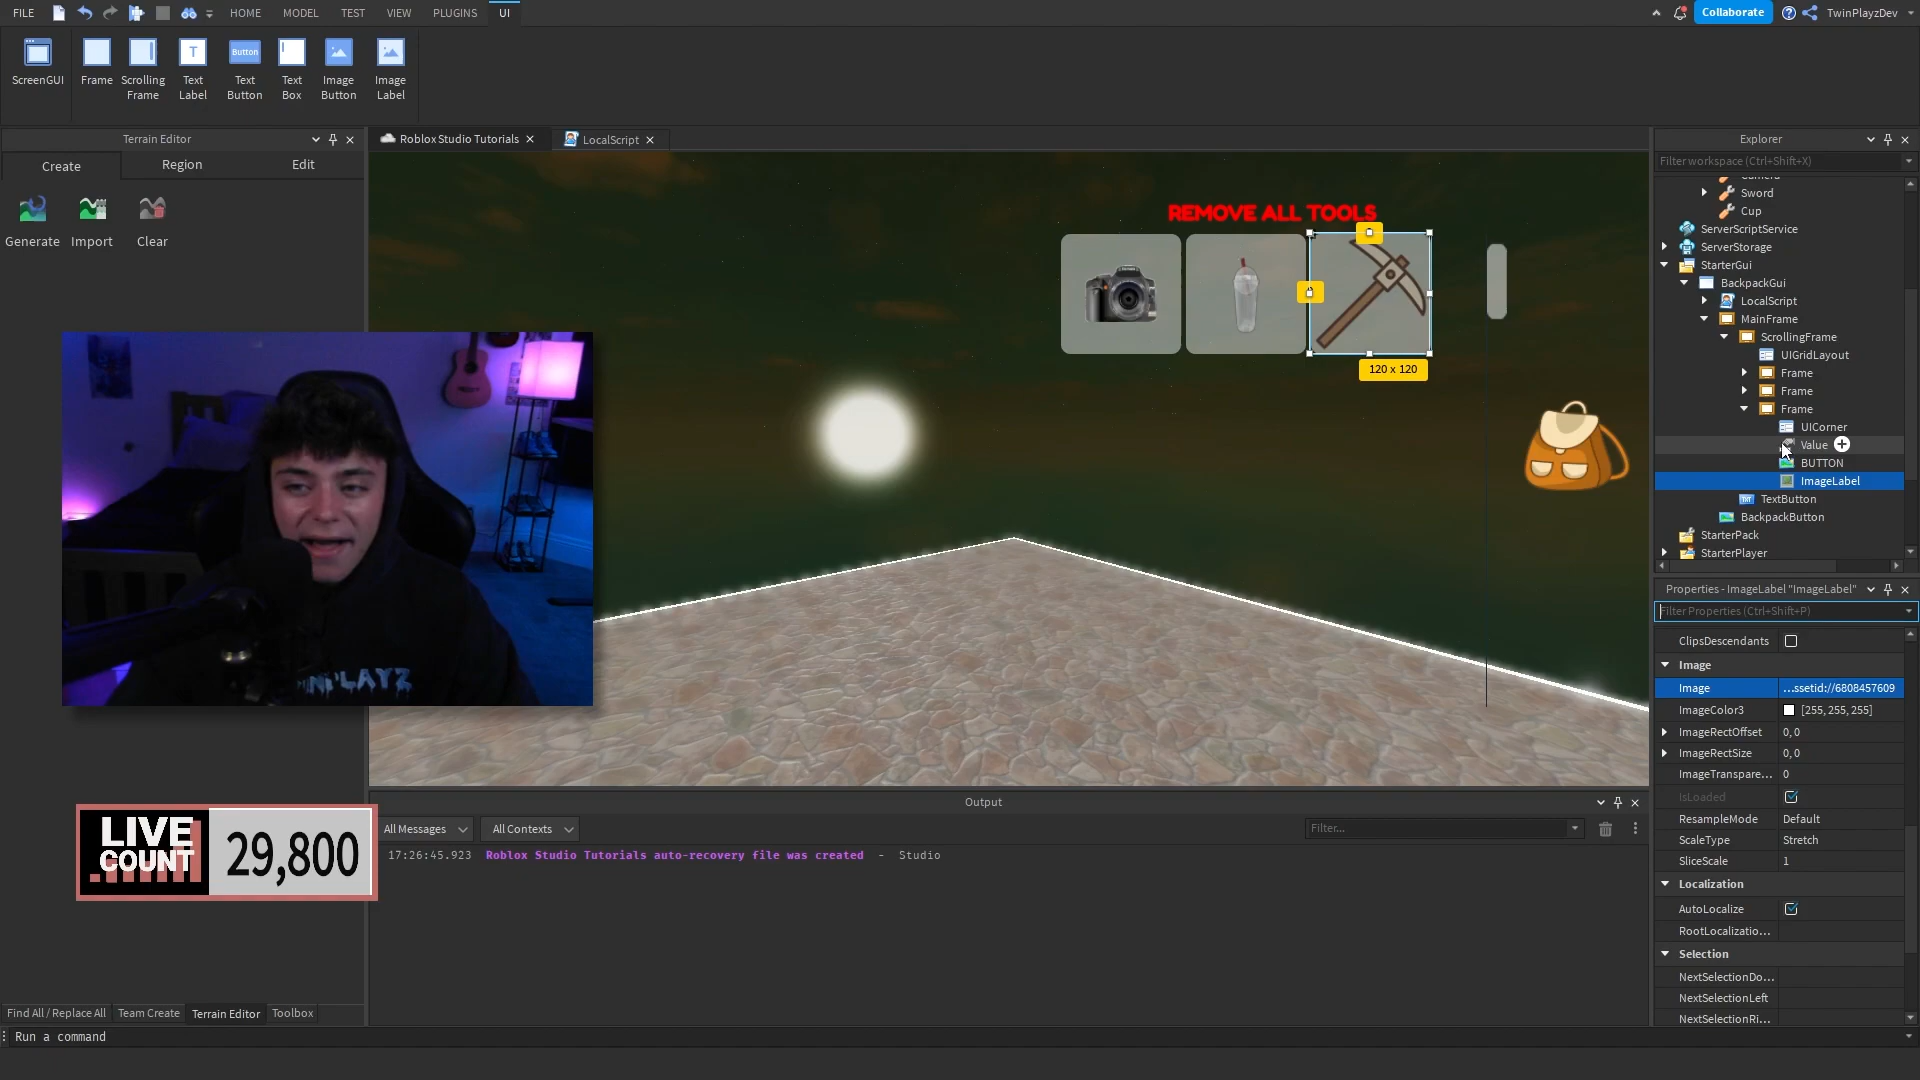 FILE
HOME
MODEL
TEST
VIEW
PLUGINS
UI
Collaborate
TwinPlayzDev
ScreenGUI
Frame
Scrolling
Frame
T
Text
Label
Button
Text
Button
Text
Box
Image
Button
Image
Label
Terrain Editor
Create
Region
Edit
Generate
Import
Clear
Roblox Studio Tutorials
LocalScript
REMOVE ALL TOOLS
120 x 120
LIVE
COUNT
29,800
Output
All Messages
All Contexts
Filter...
17:26:45.923 Roblox Studio Tutorials auto-recovery file was created - Studio
Find All / Replace All
Team Create
Terrain Editor
Toolbox
Run a command
Explorer
Filter workspace (Ctrl+Shift+X)
Sword
Cup
ServerScriptService
ServerStorage
StarterGui
BackpackGui
LocalScript
MainFrame
ScrollingFrame
UIGridLayout
Frame
Frame
Frame
UICorner
Value
BUTTON
ImageLabel
TextButton
BackpackButton
StarterPack
StarterPlayer
Properties - ImageLabel "ImageLabel"
Filter Properties (Ctrl+Shift+P)
ClipsDescendants
Image
Image ...ssetid://6808457609
ImageColor3 [255, 255, 255]
ImageRectOffset 0, 0
ImageRectSize 0, 0
ImageTranspare... 0
IsLoaded
ResampleMode Default
ScaleType Stretch
SliceScale 1
Localization
AutoLocalize
RootLocalizatio...
Selection
NextSelectionDo...
NextSelectionLeft
NextSelectionRi...